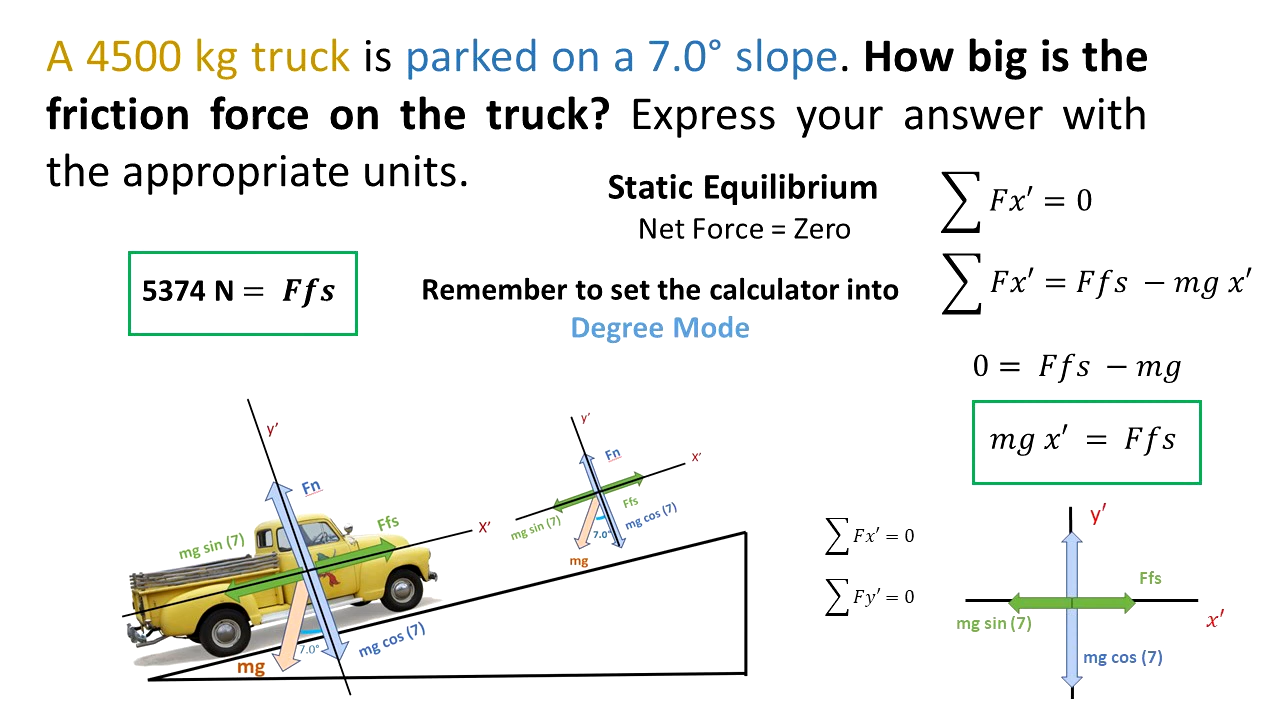 A 4500 kg truck is parked on a 7.0° slope. How big is the
friction force on the truck? Express your answer with
the appropriate units.
Static Equilibrium
Net Force = Zero
∑ Fx′ = 0
5374 N = Ffs
Remember to set the calculator into
Degree Mode
∑ Fx′ = Ffs − mg x′
0 = Ffs − mg
mg x′ = Ffs
y′
Fn
Ffs
X′
mg sin (7)
mg
7.0°
mg cos (7)
y′
Fn
X′
Ffs
mg sin (7)
mg cos (7)
7.0°
mg
∑ Fx′ = 0
∑ Fy′ = 0
y′
Ffs
mg sin (7)
x′
mg cos (7)